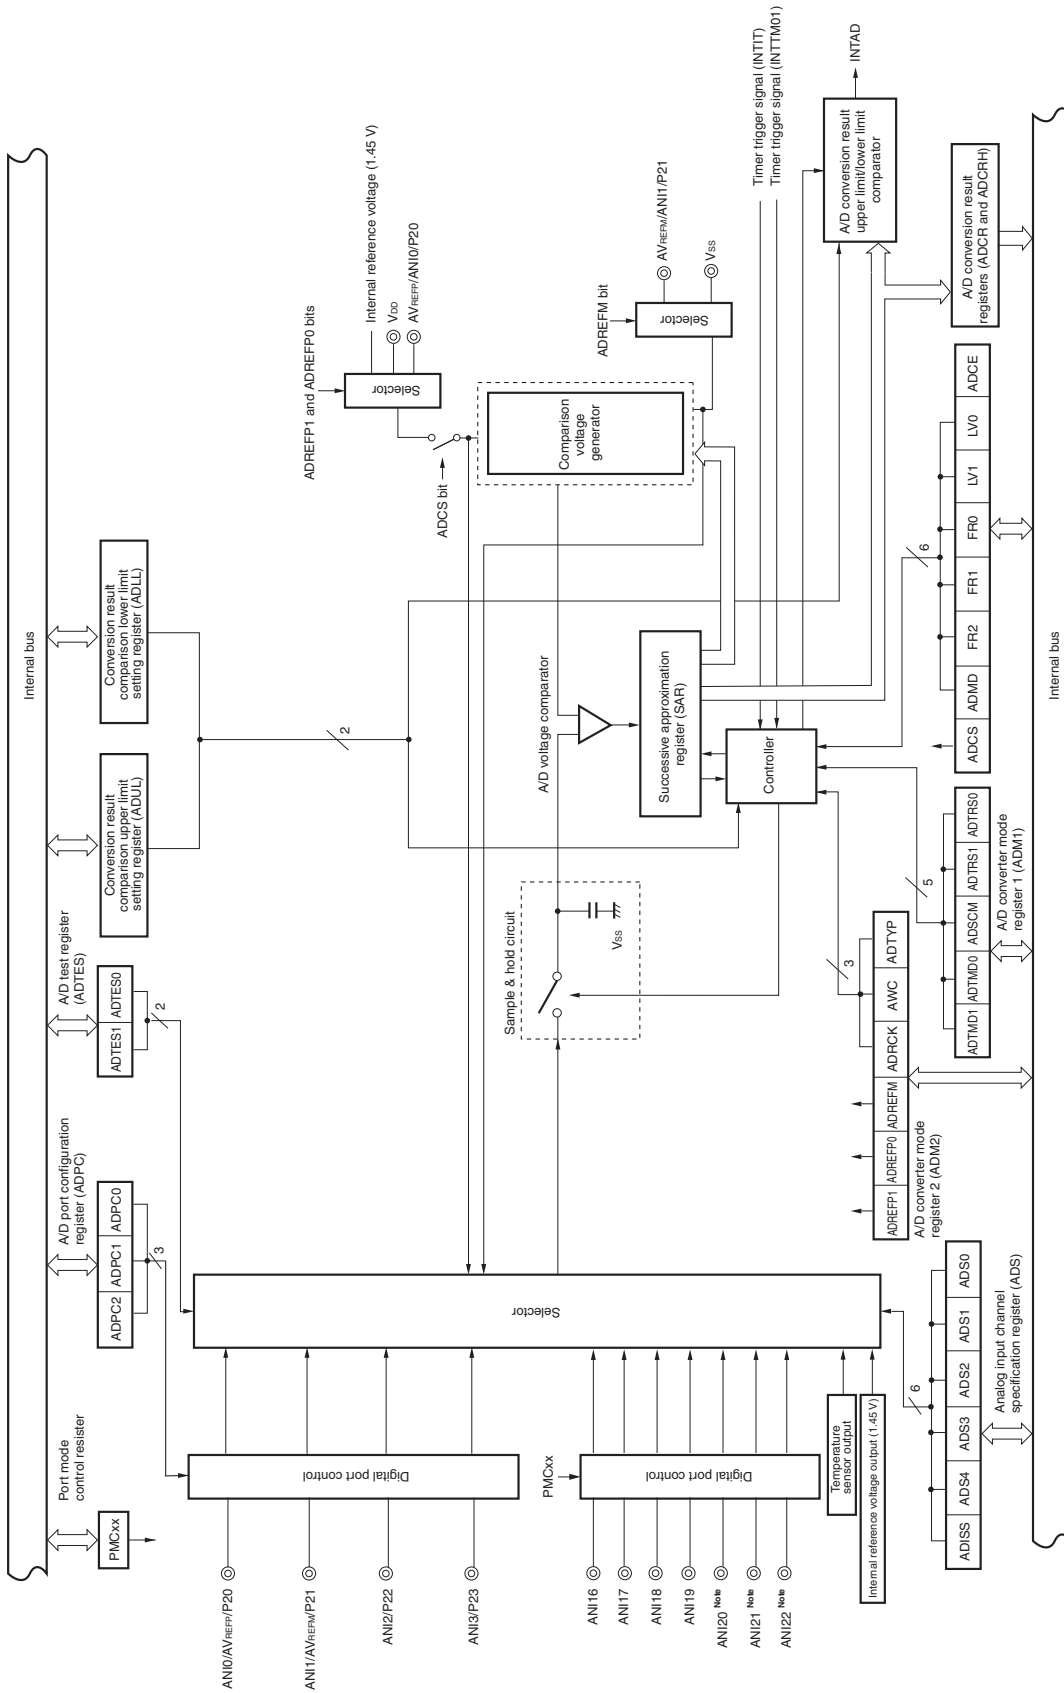 Internal bus
Port mode
control resister
PMCxx
A/D port configuration
register (ADPC)
ADPC2
ADPC1
ADPC0
3
A/D test register
(ADTES)
ADTES1
ADTES0
2
Conversion result
comparison upper limit
setting register (ADUL)
Conversion result
comparison lower limit
setting register (ADLL)
2
ADREFP1 and ADREFP0 bits
Internal reference voltage (1.45 V)
VDD
AVREFP/ANI0/P20
Selector
ADCS bit
Comparison
voltage
generator
ADREFM bit
Selector
AVREFM/ANI1/P21
VSS
ANI0/AVREFP/P20
ANI1/AVREFM/P21
ANI2/P22
ANI3/P23
Digital port control
Selector
PMCxx
ANI16
ANI17
ANI18
ANI19
ANI20 Note
ANI21 Note
ANI22 Note
Digital port control
Temperature
sensor output
Internal reference voltage output (1.45 V)
Sample & hold circuit
VSS
A/D voltage comparator
Successive approximation
register (SAR)
Controller
Timer trigger signal (INTIT)
Timer trigger signal (INTTM01)
A/D conversion result
upper limit/lower limit
comparator
INTAD
A/D conversion result
registers (ADCR and ADCRH)
6
ADISS
ADS4
ADS3
ADS2
ADS1
ADS0
Analog input channel
specification register (ADS)
3
ADREFP1
ADREFP0
ADREFM
ADRCK
AWC
ADTYP
A/D converter mode
register 2 (ADM2)
5
ADTMD1
ADTMD0
ADSCM
ADTRS1
ADTRS0
A/D converter mode
register 1 (ADM1)
6
ADCS
ADMD
FR2
FR1
FR0
LV1
LV0
ADCE
Internal bus